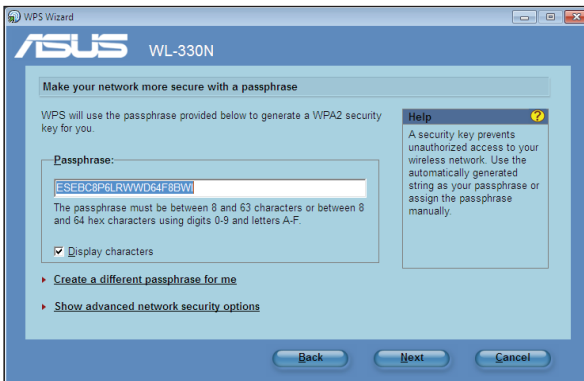 WPS Wizard
ASUS WL-330N
Make your network more secure with a passphrase
WPS will use the passphrase provided below to generate a WPA2 security
key for you.
Passphrase:
ESEBC8P6LRWWD64F8BWI
The passphrase must be between 8 and 63 characters or between 8
and 64 hex characters using digits 0-9 and letters A-F.
Display characters
Create a different passphrase for me
Show advanced network security options
Help
?
A security key prevents
unauthorized access to your
wireless network. Use the
automatically generated
string as your passphrase or
assign the passphrase
manually.
Back Next Cancel